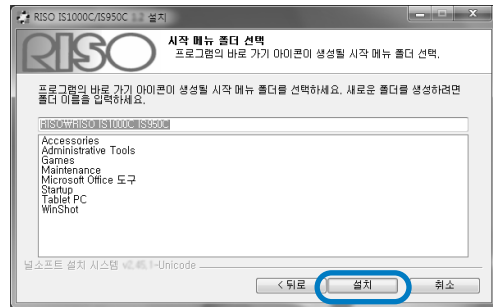 RISO IS1000C/IS950C 설치
RISO
시작 메뉴 폴더 선택
프로그램의 바로 가기 아이콘이 생성될 시작 메뉴 폴더 선택.
프로그램의 바로 가기 아이콘이 생성될 시작 메뉴 폴더를 선택하세요. 새로운 폴더를 생성하려면
폴더 이름을 입력하세요.
RISO₩RISO IS1000C IS950C
Accessories
Administrative Tools
Games
Maintenance
Microsoft Office 도구
Startup
Tablet PC
WinShot
널소프트 설치 시스템 -Unicode
< 뒤로 설치 취소